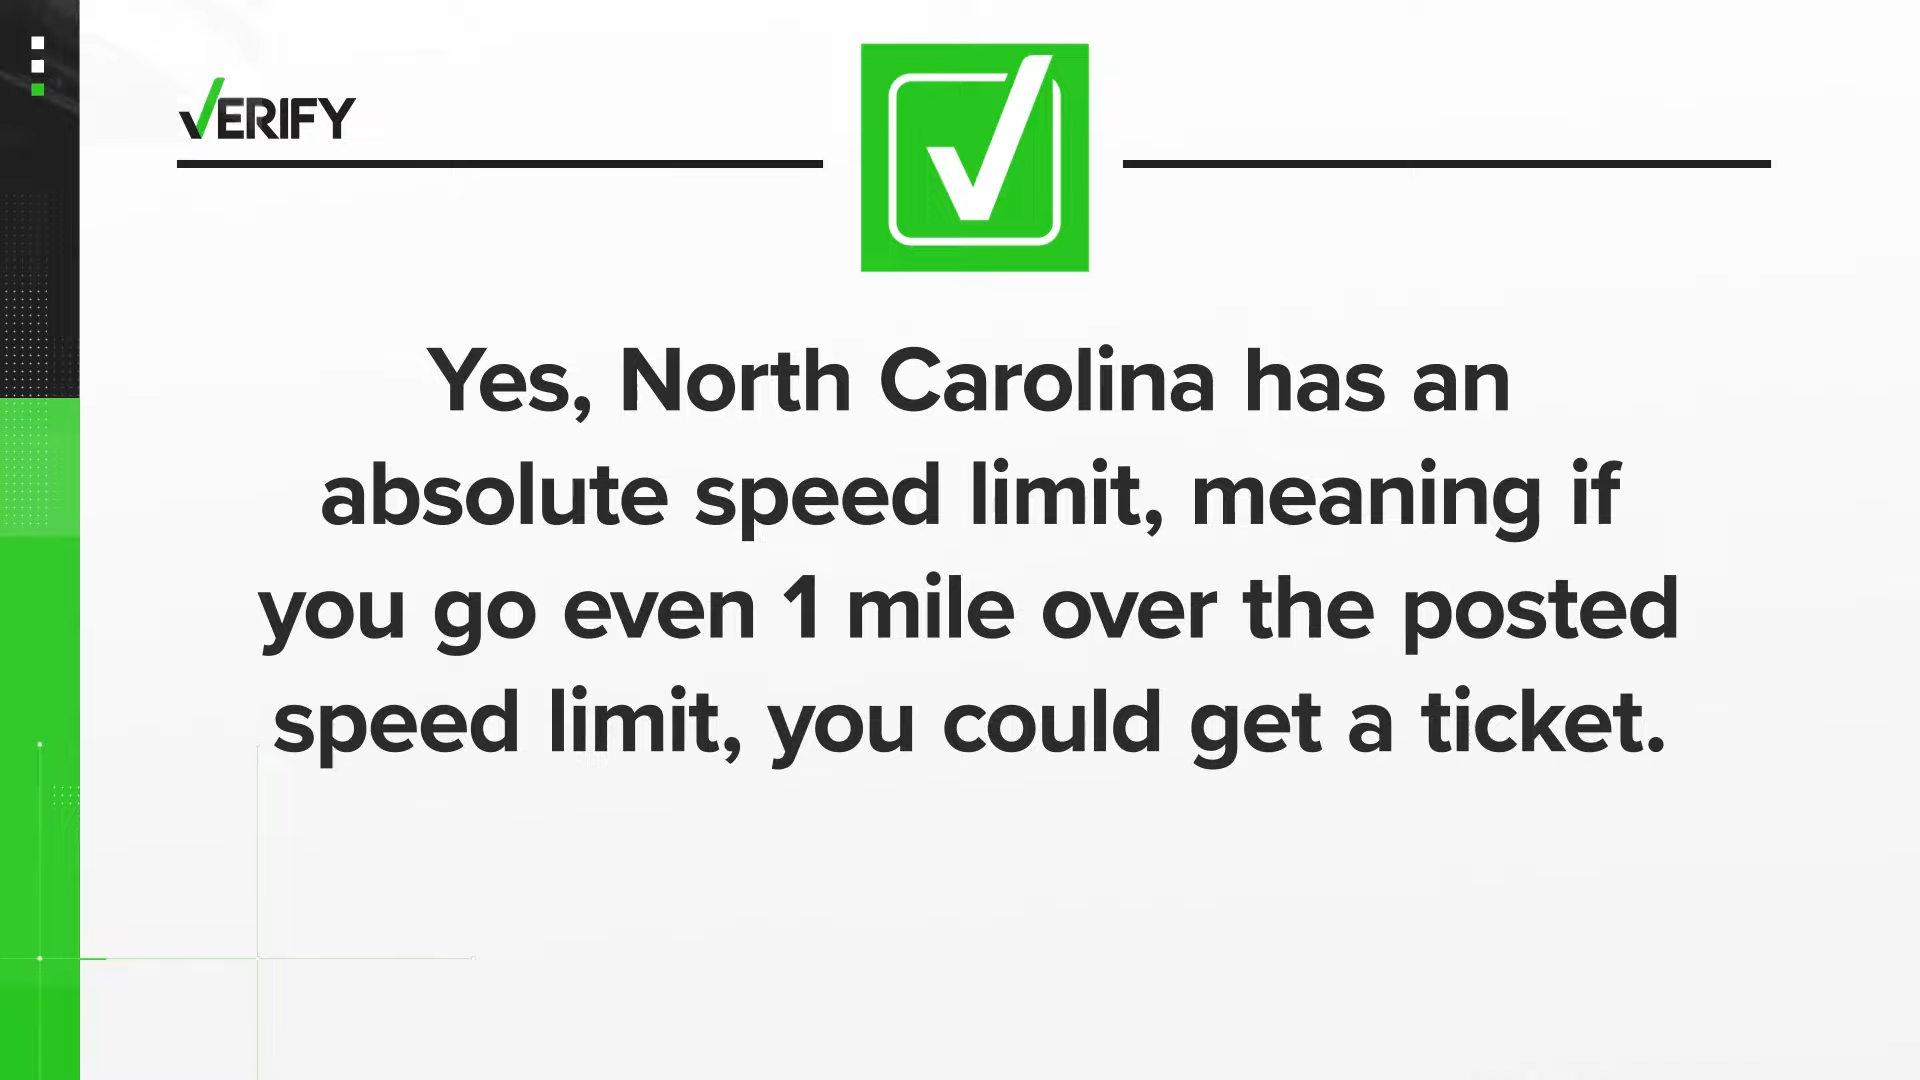 VERIFY
Yes, North Carolina has an
absolute speed limit, meaning if
you go even 1 mile over the posted
speed limit, you could get a ticket.